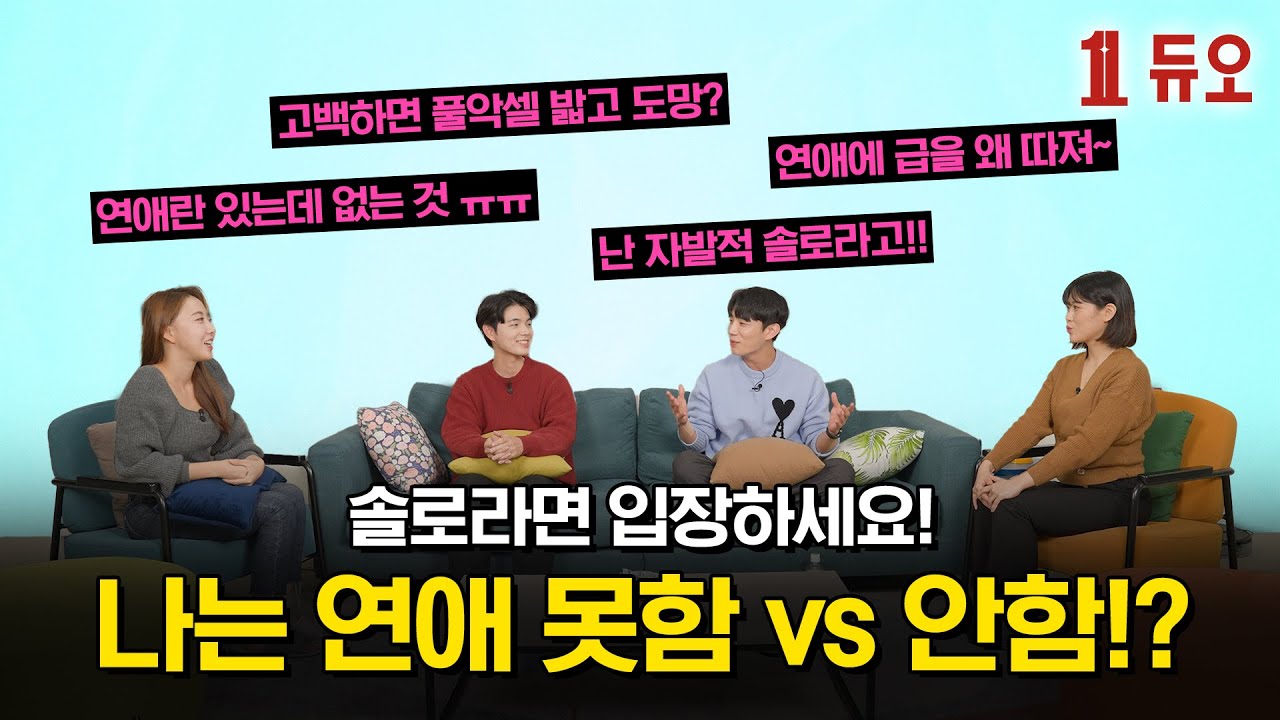 듀오
고백하면 풀악셀 밟고 도망?
연애에 급을 왜 따져~
연애란 있는데 없는 것 ㅠㅠ
난 자발적 솔로라고!!
A
솔로라면 입장하세요!
나는 연애 못함 vs 안함!?